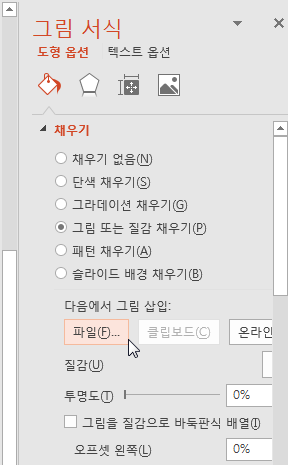 그림 서식
도형 옵션 텍스트 옵션
채우기
채우기 없음(N)
단색 채우기(S)
그라데이션 채우기(G)
그림 또는 질감 채우기(P)
패턴 채우기(A)
슬라이드 배경 채우기(B)
다음에서 그림 삽입:
파일(F)... 클립보드(C) 온라인
질감(U)
투명도(T) 0%
그림을 질감으로 바둑판식 배열(I)
오프셋 왼쪽(L) 0%